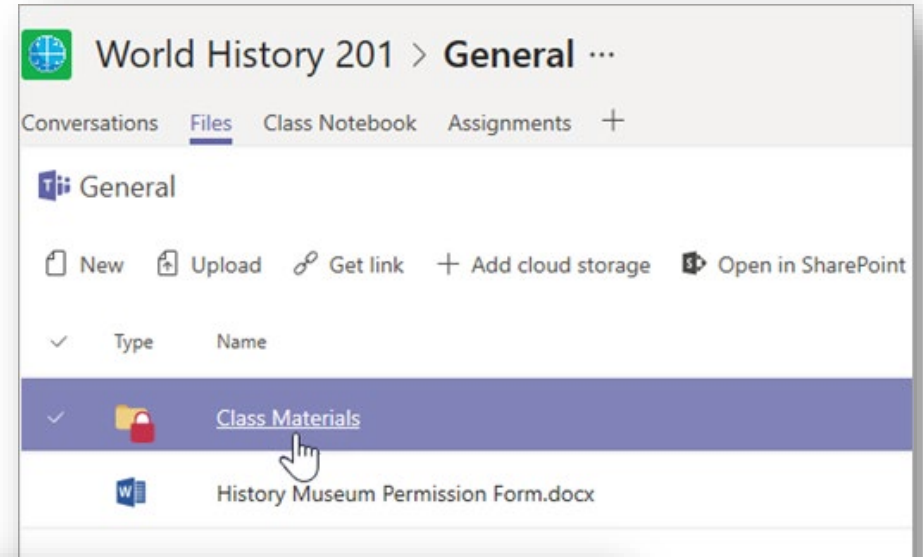 World History 201 > General ...
Conversations Files Class Notebook Assignments +
General
New Upload Get link + Add cloud storage Open in SharePoint
Type Name
Class Materials
History Museum Permission Form.docx